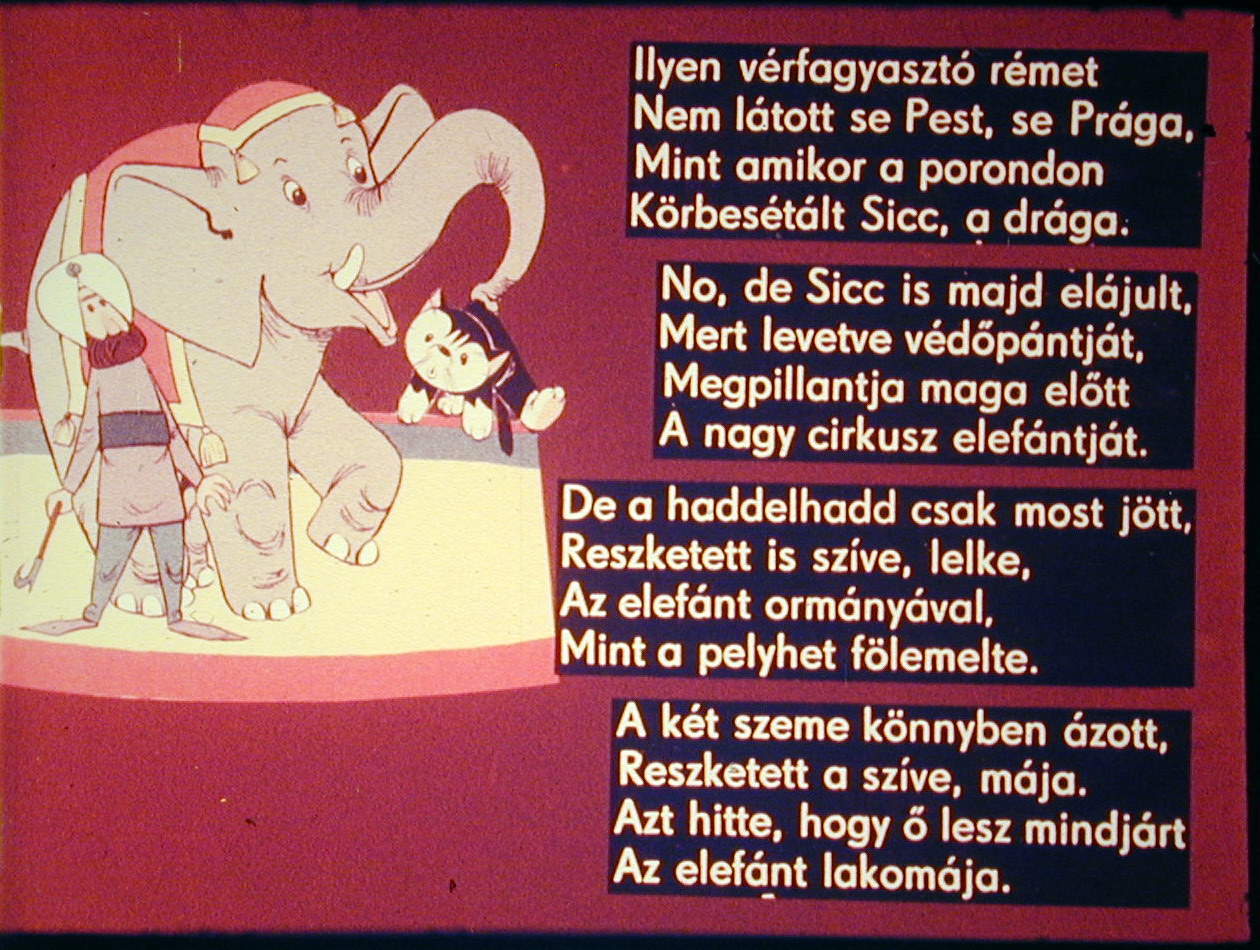 Ilyen vérfagyasztó rémet
Nem látott se Pest, se Prága,
Mint amikor a porondon
Körbesétált Sicc, a drága.
No, de Sicc is majd elájult,
Mert levetve védőpántját,
Megpillantja maga előtt
A nagy cirkusz elefántját.
De a haddelhadd csak most jött,
Reszketett is szíve, lelke,
Az elefánt ormányával,
Mint a pelyhet fölemelte.
A két szeme könnyben ázott,
Reszketett a szíve, mája.
Azt hitte, hogy ő lesz mindjárt
Az elefánt lakomája.